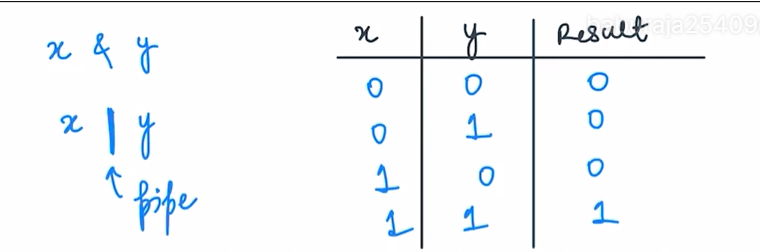 x & y
x | y
↑ pipe
x y Result
0 0 0
0 1 0
1 0 0
1 1 1